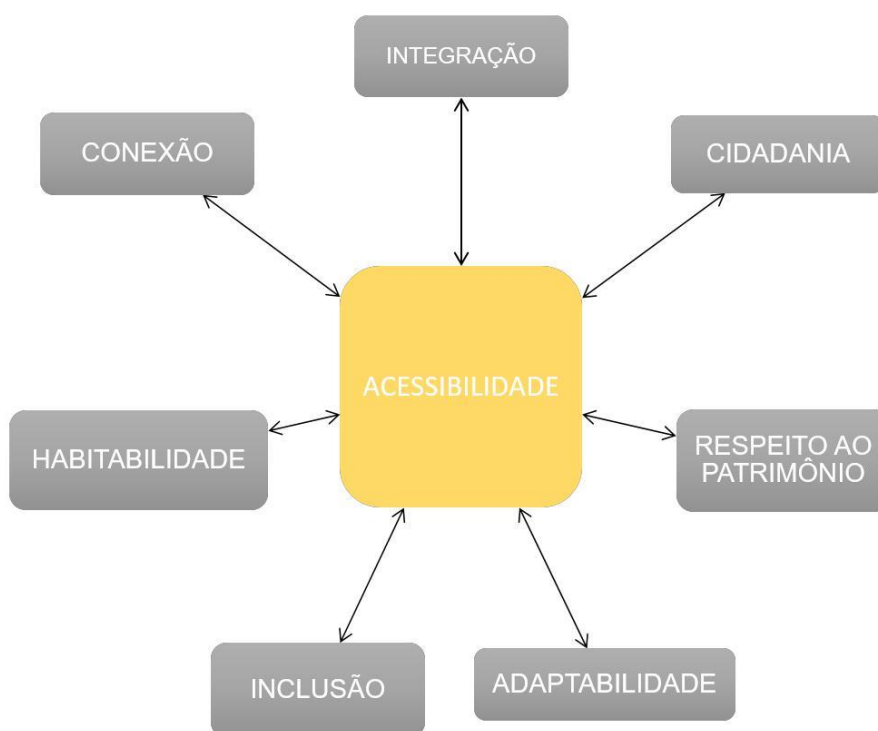 INTEGRAÇÃO
CONEXÃO
CIDADANIA
ACESSIBILIDADE
HABITABILIDADE
RESPEITO AO
PATRIMÔNIO
INCLUSÃO
ADAPTABILIDADE